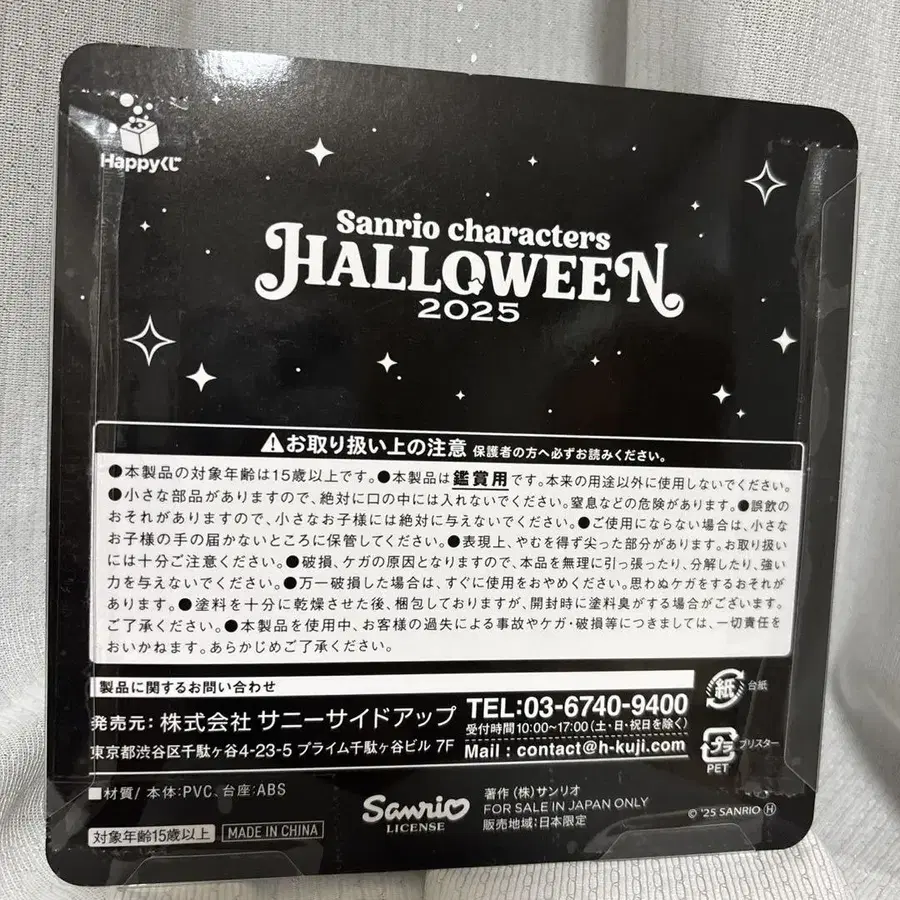 Happyくじ
Sanrio characters
HALLOWEEN
2025
⚠お取り扱い上の注意 保護者の方へ必ずお読みください。
●本製品の対象年齢は15歳以上です。●本製品は鑑賞用です。本来の用途以外に使用しないでください。
●小さな部品がありますので、絶対に口の中には入れないでください。窒息などの危険があります。●誤飲の
おそれがありますので、小さなお子様には絶対に与えないでください。●ご使用にならない場合は、小さな
お子様の手の届かないところに保管してください。●表現上、やむを得ず尖った部分があります。お取り扱い
には十分ご注意ください。●破損、ケガの原因となりますので、本品を無理に引っ張ったり、分解したり、強い
力を与えないでください。●万一破損した場合は、すぐに使用をおやめください。思わぬケガをするおそれが
あります。●塗料を十分に乾燥させた後、梱包しておりますが、開封時に塗料臭がする場合がございます。
ご了承ください。●本製品を使用中、お客様の過失による事故やケガ・破損等につきましては、一切責任を
おいかねます。あらかじめご了承ください。
製品に関するお問い合わせ
発売元: 株式会社 サニーサイドアップ
東京都渋谷区千駄ヶ谷4-23-5 プライム千駄ヶ谷ビル 7F
TEL:03-6740-9400
受付時間10:00~17:00(土・日・祝日を除く)
Mail : contact@h-kuji.com
紙 台紙
プラ ブリスター
PET
■材質/ 本体:PVC、台座:ABS
対象年齢15歳以上
MADE IN CHINA
Sanrio
LICENSE
著作 (株)サンリオ
FOR SALE IN JAPAN ONLY
販売地域:日本限定
© '25 SANRIO Ⓗ